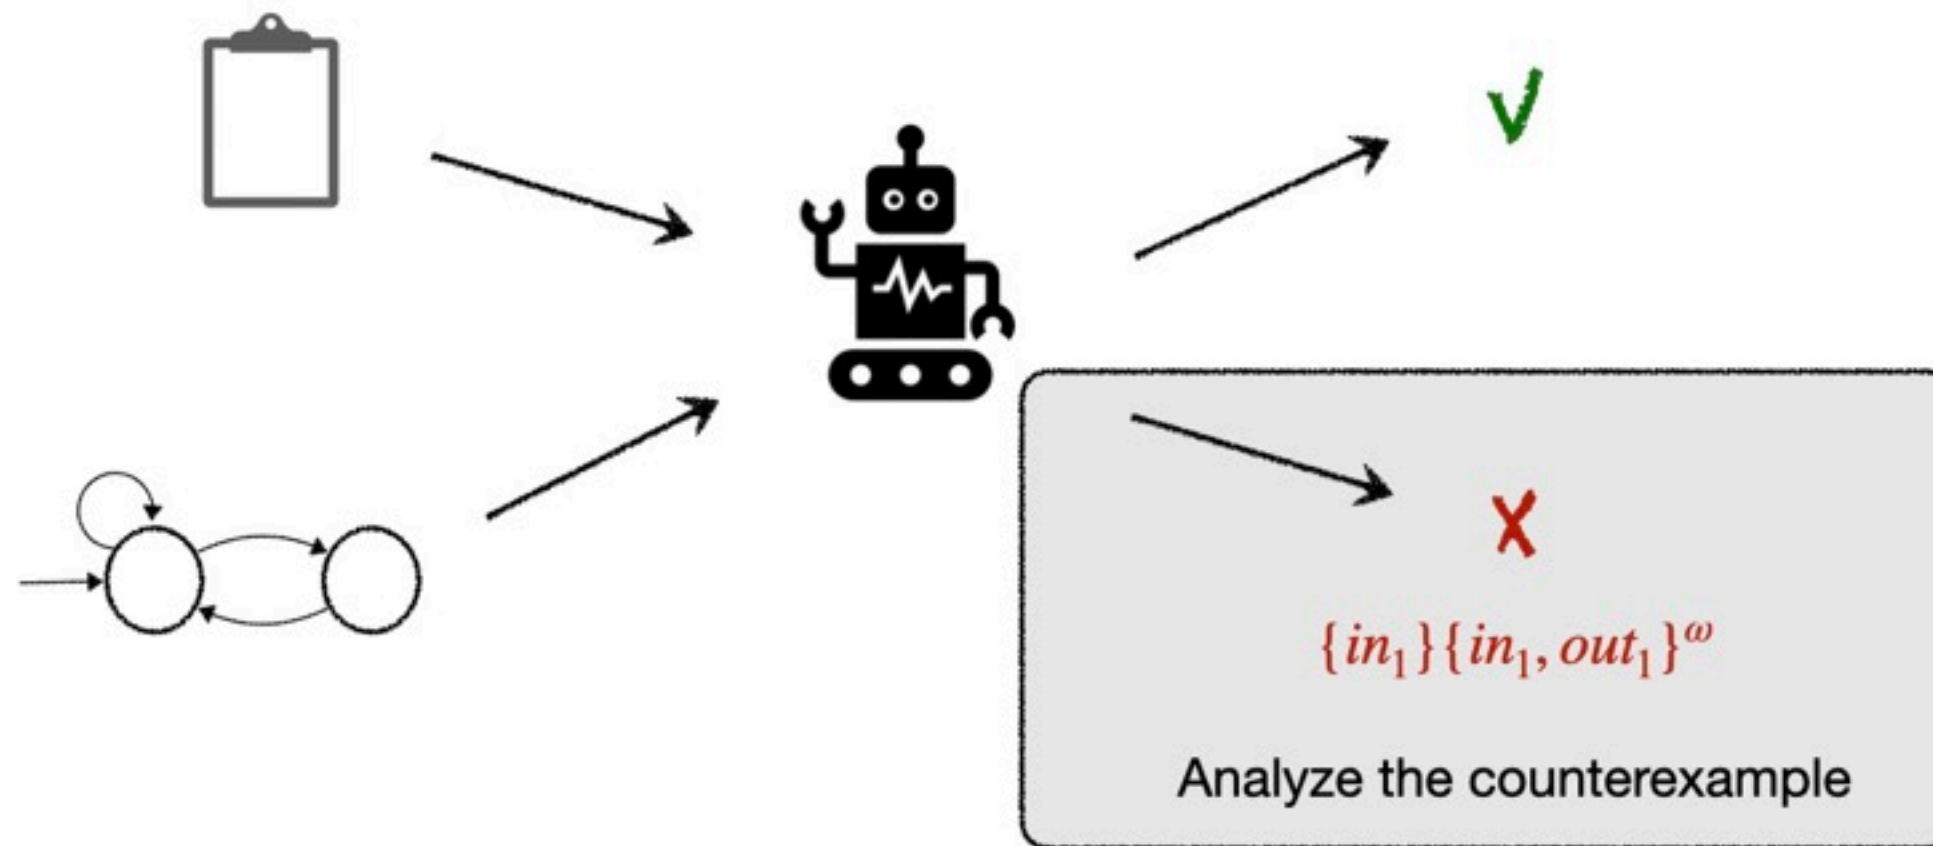 {in₁}{in₁, out₁}^ω
Analyze the counterexample